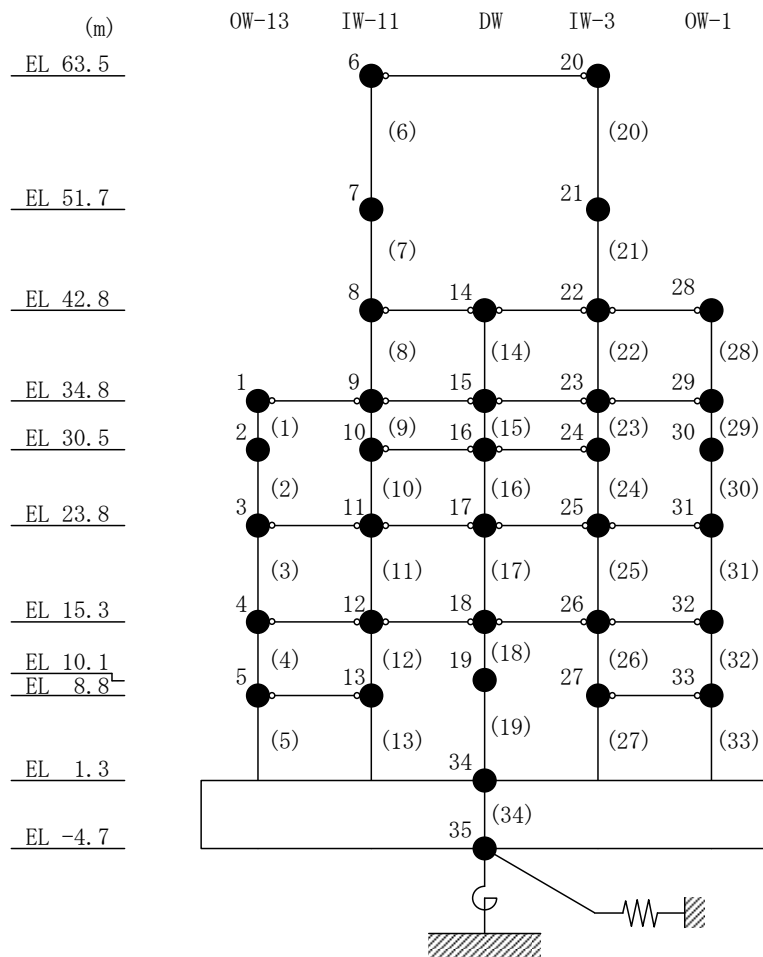 (m) OW-13 IW-11 DW IW-3 OW-1
EL 63.5 6 20
(6) (20)
EL 51.7 7 21
(7) (21)
EL 42.8 8 14 22 28
(8) (14) (22) (28)
EL 34.8 1 9 15 23 29
(1) (9) (15) (23) (29)
EL 30.5 2 10 16 24 30
(2) (10) (16) (24) (30)
EL 23.8 3 11 17 25 31
(3) (11) (17) (25) (31)
EL 15.3 4 12 18 26 32
(4) (12) (18) (26) (32)
EL 10.1 19
EL 8.8 5 13 27 33
(5) (13) (19) (27) (33)
EL 1.3 34
(34)
EL -4.7 35